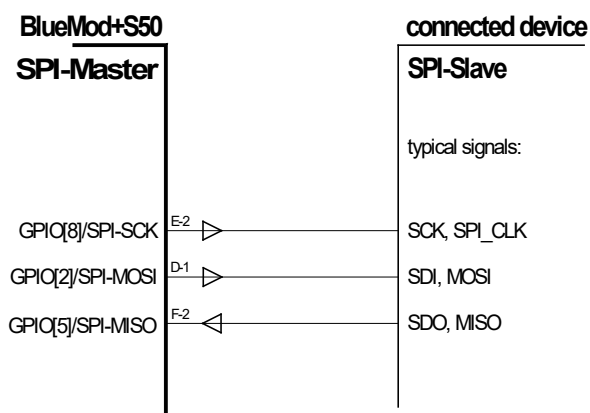 BlueMod+S50 connected device
SPI-Master SPI-Slave
typical signals:
GPIO[8]/SPI-SCK E-2 SCK, SPI_CLK
GPIO[2]/SPI-MOSI D-1 SDI, MOSI
GPIO[5]/SPI-MISO F-2 SDO, MISO